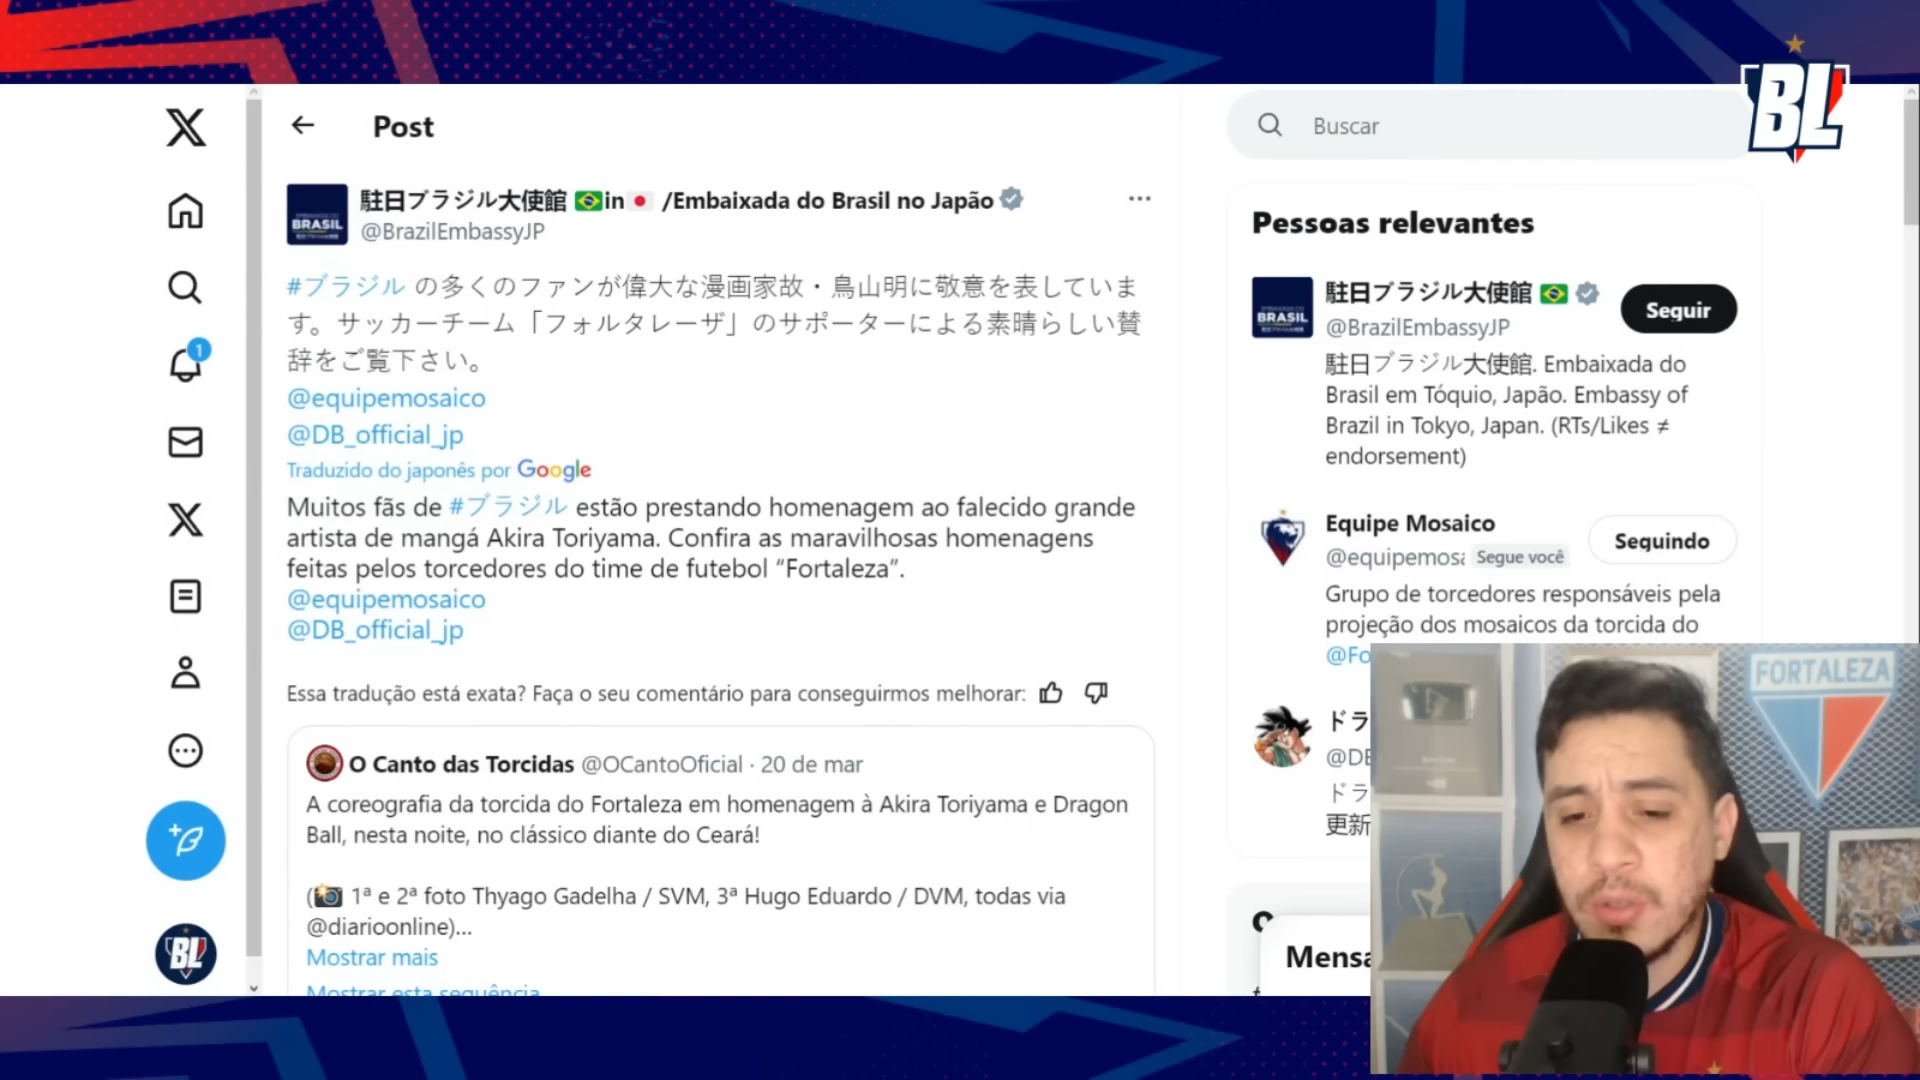 BL
Post
Buscar
駐日ブラジル大使館 🇧🇷in🇯🇵 /Embaixada do Brasil no Japão
@BrazilEmbassyJP
#ブラジル の多くのファンが偉大な漫画家故・鳥山明に敬意を表していま
す。サッカーチーム「フォルタレーザ」のサポーターによる素晴らしい賛
辞をご覧下さい。
@equipemosaico
@DB_official_jp
Traduzido do japonês por Google
Muitos fãs de #ブラジル estão prestando homenagem ao falecido grande
artista de mangá Akira Toriyama. Confira as maravilhosas homenagens
feitas pelos torcedores do time de futebol “Fortaleza”.
@equipemosaico
@DB_official_jp
Essa tradução está exata? Faça o seu comentário para conseguirmos melhorar:
O Canto das Torcidas @OCantoOficial · 20 de mar
A coreografia da torcida do Fortaleza em homenagem à Akira Toriyama e Dragon
Ball, nesta noite, no clássico diante do Ceará!
(📸 1ª e 2ª foto Thyago Gadelha / SVM, 3ª Hugo Eduardo / DVM, todas via
@diarioonline)...
Mostrar mais
Mostrar esta sequência
1
BL
BRASIL
Pessoas relevantes
BRASIL
駐日ブラジル大使館 🇧🇷
@BrazilEmbassyJP
Seguir
駐日ブラジル大使館. Embaixada do
Brasil em Tóquio, Japão. Embassy of
Brazil in Tokyo, Japan. (RTs/Likes ≠
endorsement)
Equipe Mosaico
@equipemosa Segue você
Seguindo
Grupo de torcedores responsáveis pela
projeção dos mosaicos da torcida do
@Fo
ドラ
@DB
ドラ
更新
Mensa
FORTALEZA